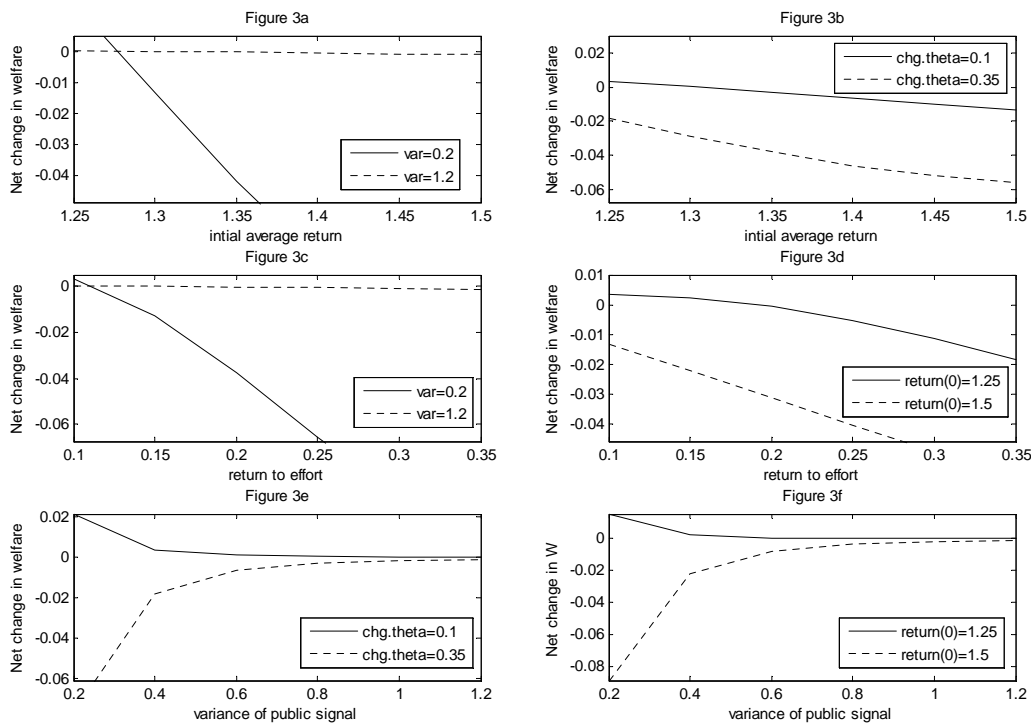 Figure 3a
Net change in welfare
0
-0.01
-0.02
-0.03
-0.04
1.25
1.3
1.35
1.4
1.45
1.5
intial average return
var=0.2
var=1.2
Figure 3b
Net change in welfare
0.02
0
-0.02
-0.04
-0.06
1.25
1.3
1.35
1.4
1.45
1.5
intial average return
chg.theta=0.1
chg.theta=0.35
Figure 3c
Net change in welfare
0
-0.02
-0.04
-0.06
0.1
0.15
0.2
0.25
0.3
0.35
return to effort
var=0.2
var=1.2
Figure 3d
Net change in welfare
0.01
0
-0.01
-0.02
-0.03
-0.04
0.1
0.15
0.2
0.25
0.3
0.35
return to effort
return(0)=1.25
return(0)=1.5
Figure 3e
Net change in welfare
0.02
0
-0.02
-0.04
-0.06
0.2
0.4
0.6
0.8
1
1.2
variance of public signal
chg.theta=0.1
chg.theta=0.35
Figure 3f
Net change in W
0
-0.02
-0.04
-0.06
-0.08
0.2
0.4
0.6
0.8
1
1.2
variance of public signal
return(0)=1.25
return(0)=1.5